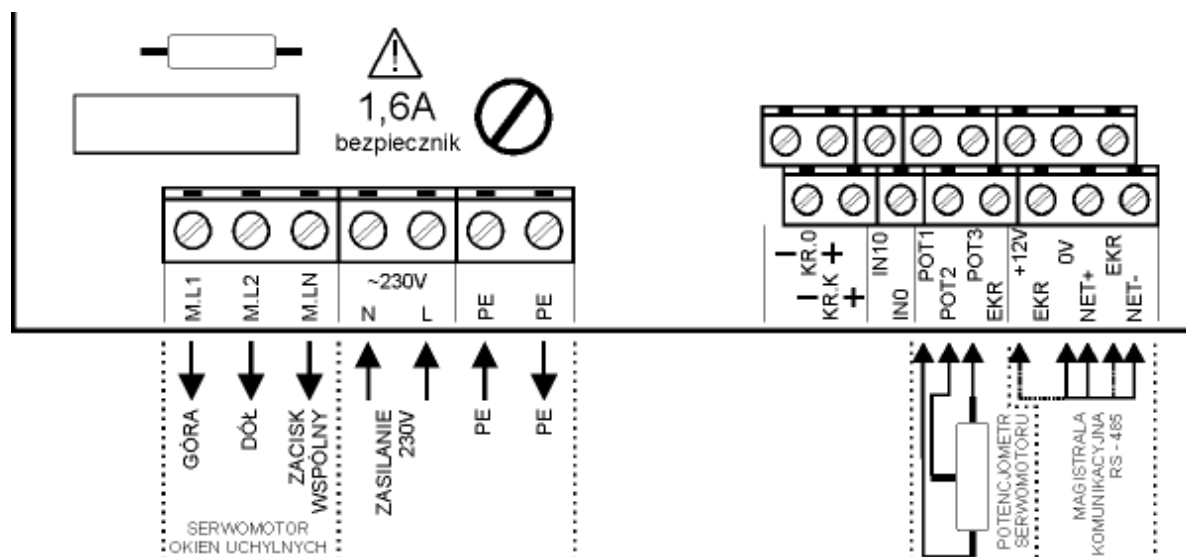 1,6A
bezpiecznik
M.L1
M.L2
M.LN
~230V
N
L
PE
PE
− KR.0 +
− KR.K +
IN10
IN0
POT1
POT2
POT3
EKR
+12V
EKR
0V
NET+
EKR
NET-
GÓRA
DÓŁ
ZACISK
WSPÓLNY
ZASILANIE
230V
PE
PE
SERWOMOTOR
OKIEN UCHYLNYCH
POTENCJOMETR
SERWOMOTORU
MAGISTRALA
KOMUNIKACYJNA
RS - 485